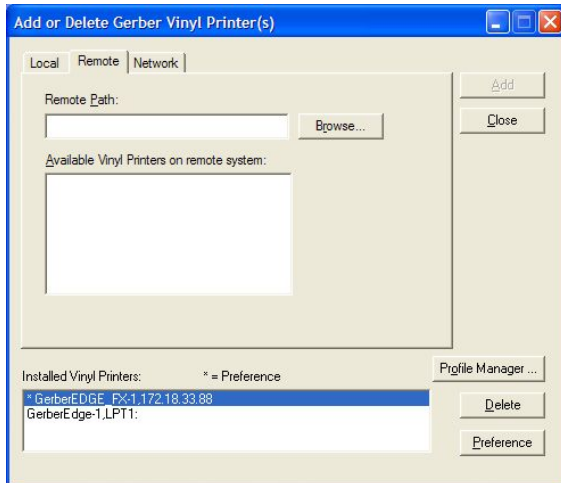 Add or Delete Gerber Vinyl Printer(s)
Local Remote Network
Add
Remote Path:
Browse...
Close
Available Vinyl Printers on remote system:
Profile Manager ...
Installed Vinyl Printers: * = Preference
* GerberEDGE_FX-1,172.18.33.88
GerberEdge-1,LPT1:
Delete
Preference